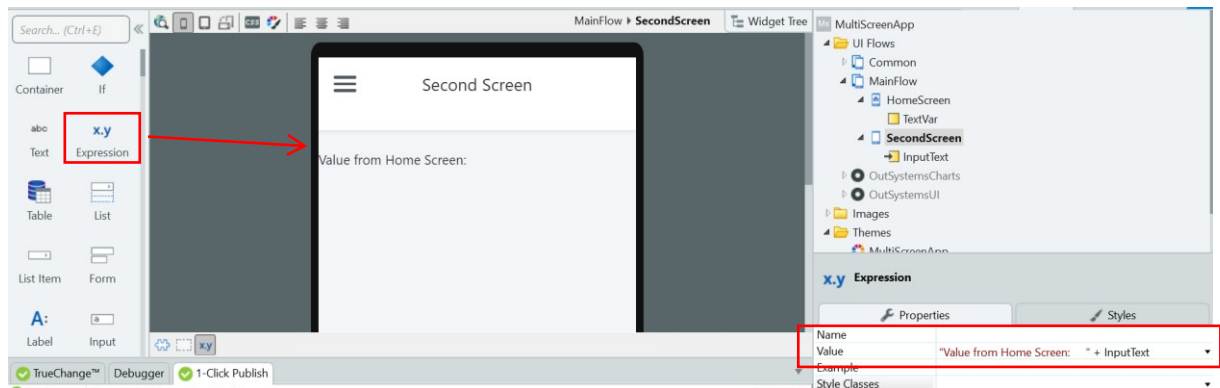 Search... (Ctrl+E)
Container
If
abc
Text
x.y
Expression
Table
List
List Item
Form
A:
Label
a
Input
CSS
MainFlow SecondScreen
Widget Tree
Second Screen
Value from Home Screen:
x.y
TrueChange™
Debugger
1-Click Publish
MultiScreenApp
UI Flows
Common
MainFlow
HomeScreen
TextVar
SecondScreen
InputText
OutSystemsCharts
OutSystemsUI
Images
Themes
MultiScreenApp
x.y Expression
Properties
Styles
Name
Value "Value from Home Screen: " + InputText
Example
Style Classes